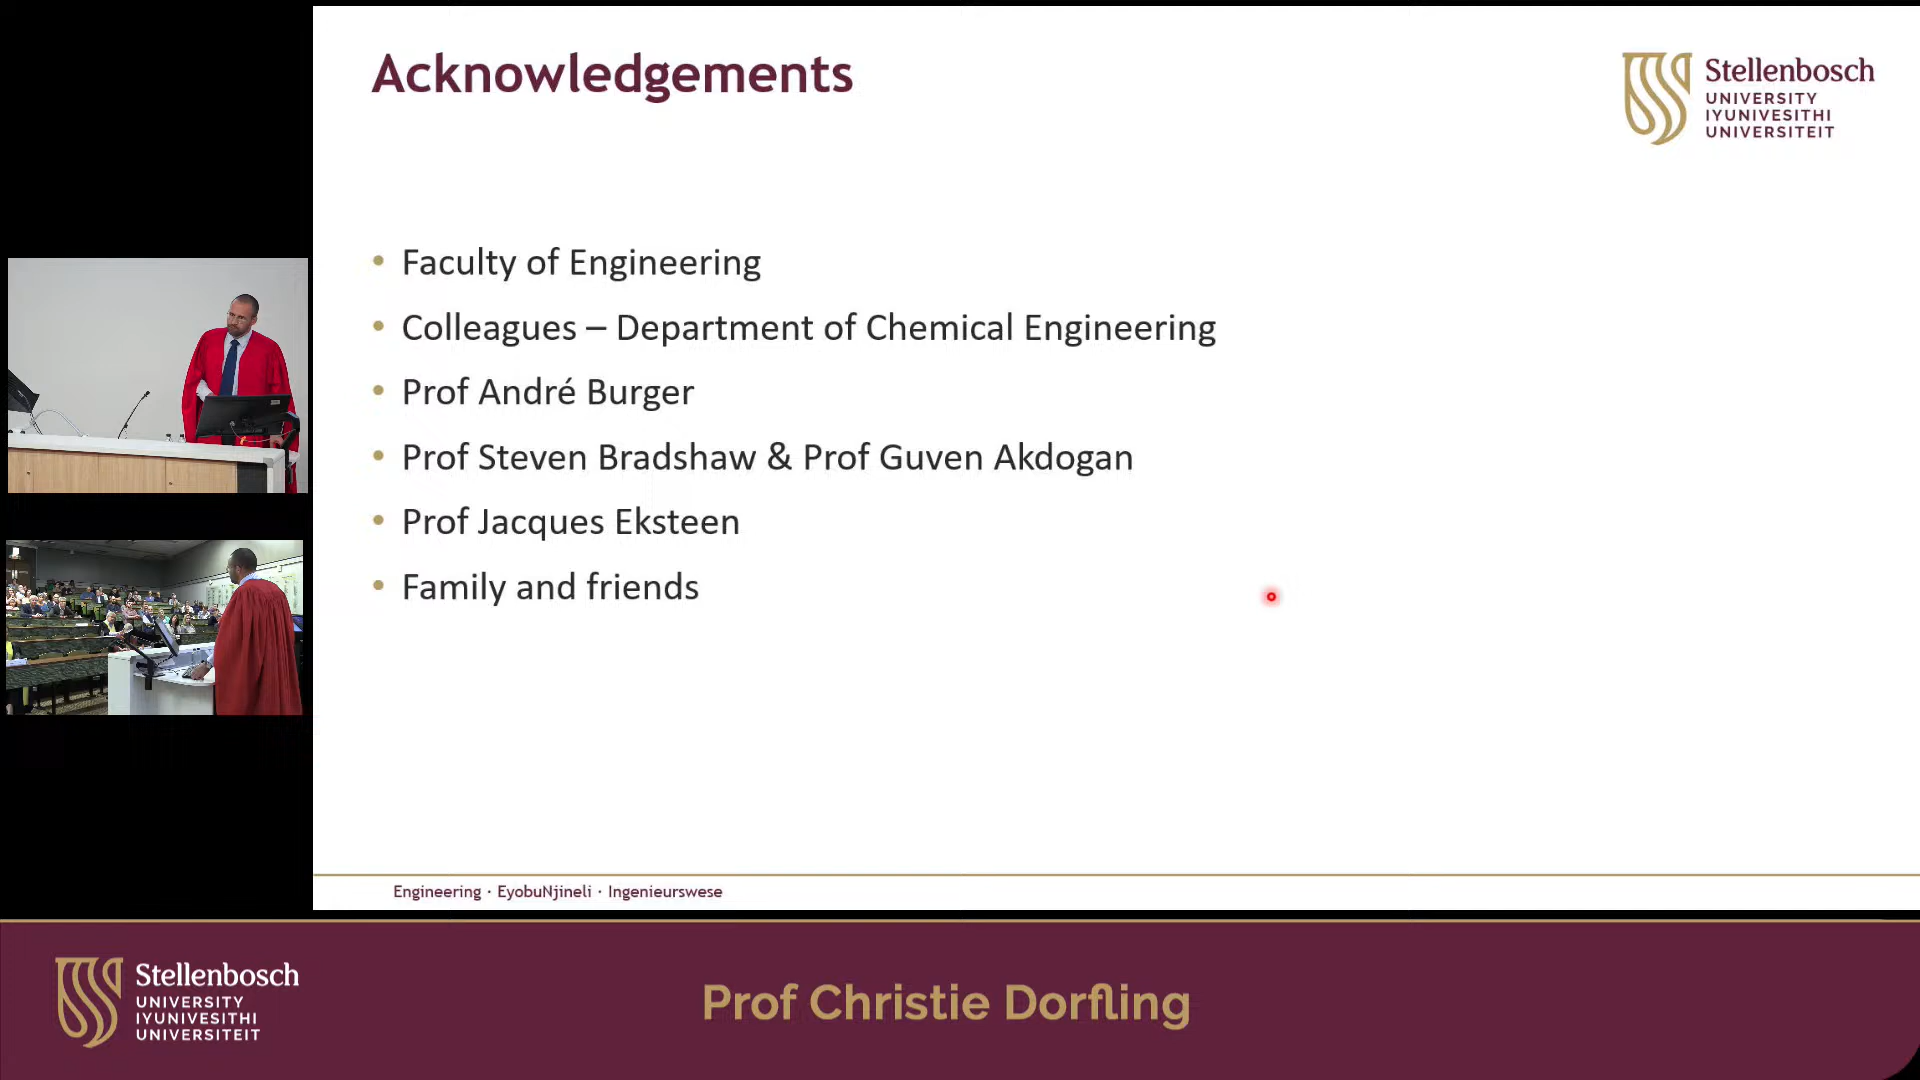 Acknowledgements
Stellenbosch
UNIVERSITY
IYUNIVESITHI
UNIVERSITEIT
• Faculty of Engineering
• Colleagues – Department of Chemical Engineering
• Prof André Burger
• Prof Steven Bradshaw & Prof Guven Akdogan
• Prof Jacques Eksteen
• Family and friends
Engineering · EyobuNjineli · Ingenieurswese
Stellenbosch
UNIVERSITY
IYUNIVESITHI
UNIVERSITEIT
Prof Christie Dorfling